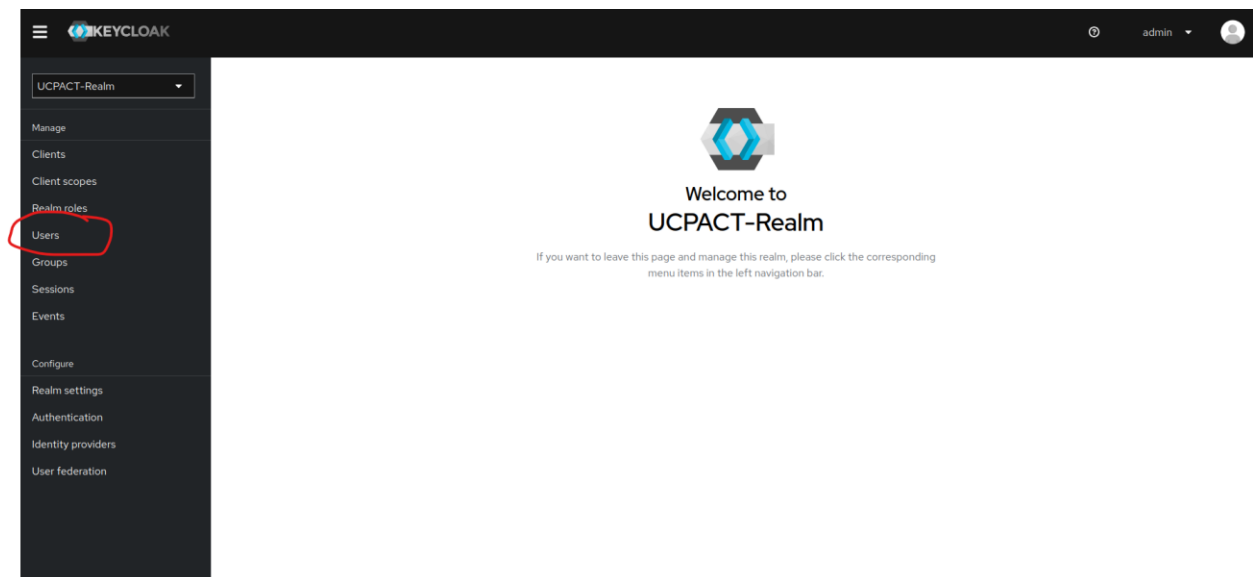 KEYCLOAK
admin
UCPACT-Realm
Manage
Clients
Client scopes
Realm roles
Users
Groups
Sessions
Events
Configure
Realm settings
Authentication
Identity providers
User federation
Welcome to
UCPACT-Realm
If you want to leave this page and manage this realm, please click the corresponding
menu items in the left navigation bar.